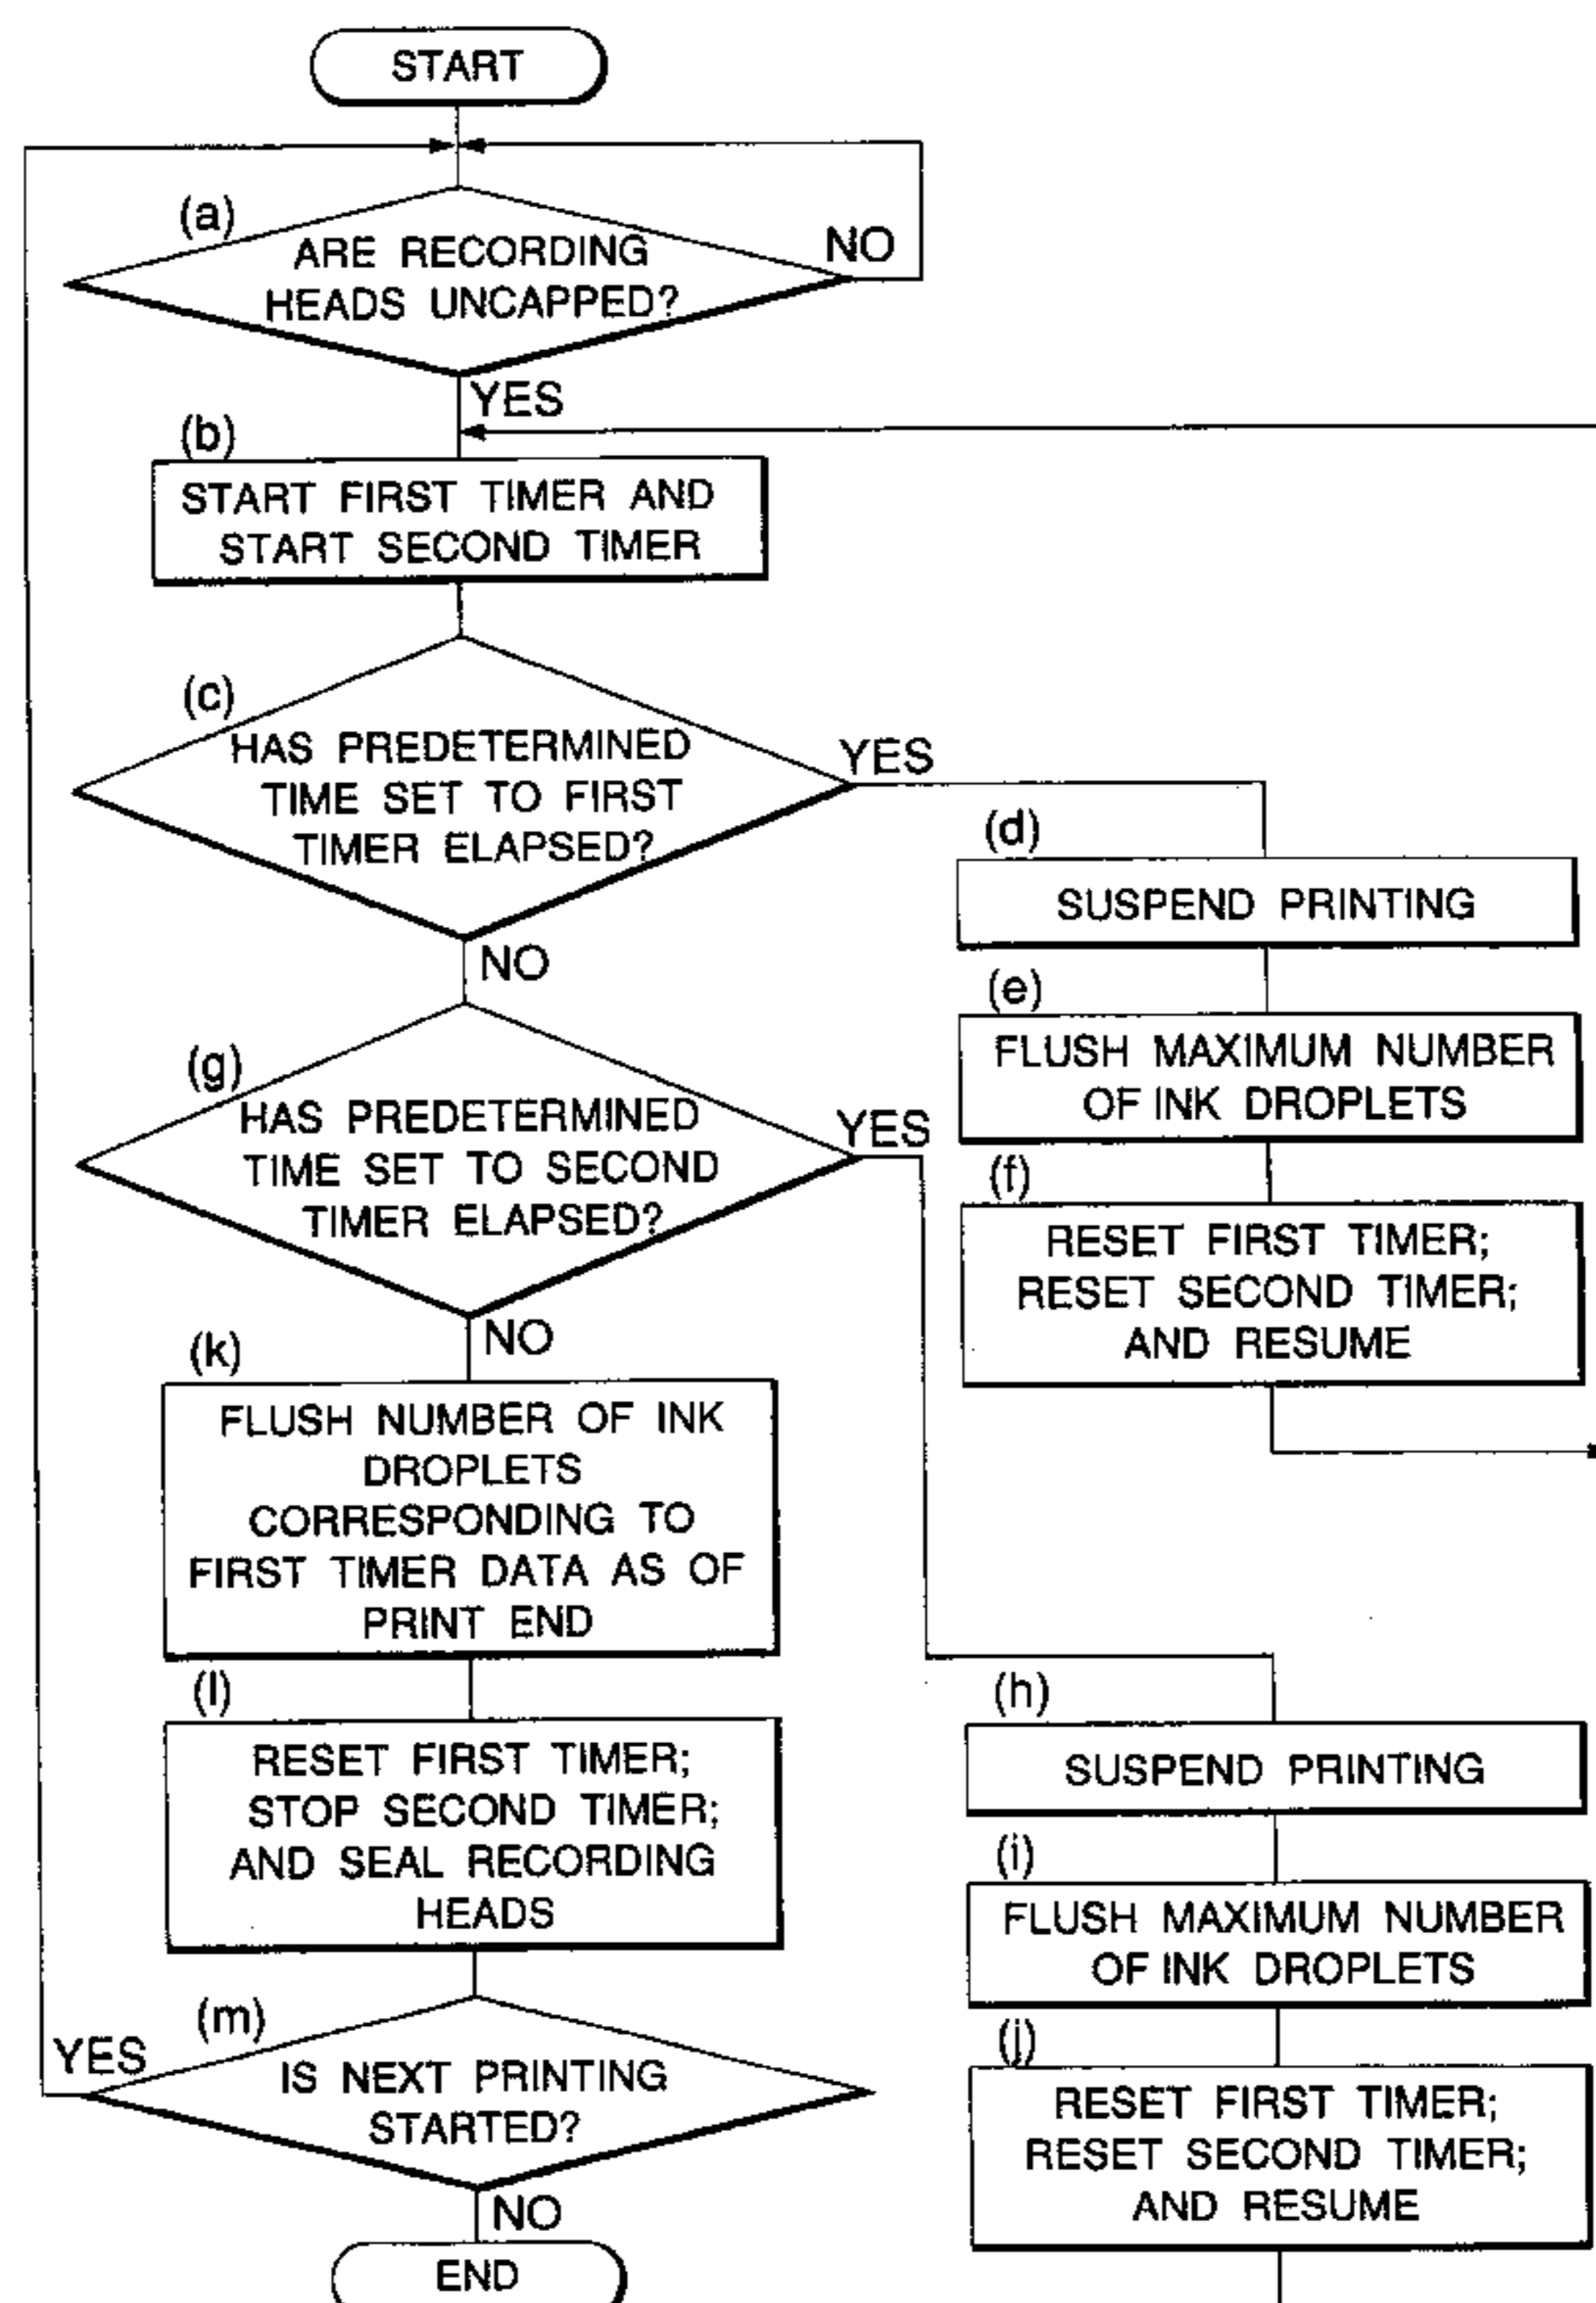 START
(a)
ARE RECORDING
HEADS UNCAPPED?
NO
YES
(b)
START FIRST TIMER AND
START SECOND TIMER
(c)
HAS PREDETERMINED
TIME SET TO FIRST
TIMER ELAPSED?
YES
NO
(d)
SUSPEND PRINTING
(e)
FLUSH MAXIMUM NUMBER
OF INK DROPLETS
(f)
RESET FIRST TIMER;
RESET SECOND TIMER;
AND RESUME
(g)
HAS PREDETERMINED
TIME SET TO SECOND
TIMER ELAPSED?
YES
NO
(h)
SUSPEND PRINTING
(i)
FLUSH MAXIMUM NUMBER
OF INK DROPLETS
(j)
RESET FIRST TIMER;
RESET SECOND TIMER;
AND RESUME
(k)
FLUSH NUMBER OF INK
DROPLETS
CORRESPONDING TO
FIRST TIMER DATA AS OF
PRINT END
(l)
RESET FIRST TIMER;
STOP SECOND TIMER;
AND SEAL RECORDING
HEADS
(m)
IS NEXT PRINTING
STARTED?
YES
NO
END